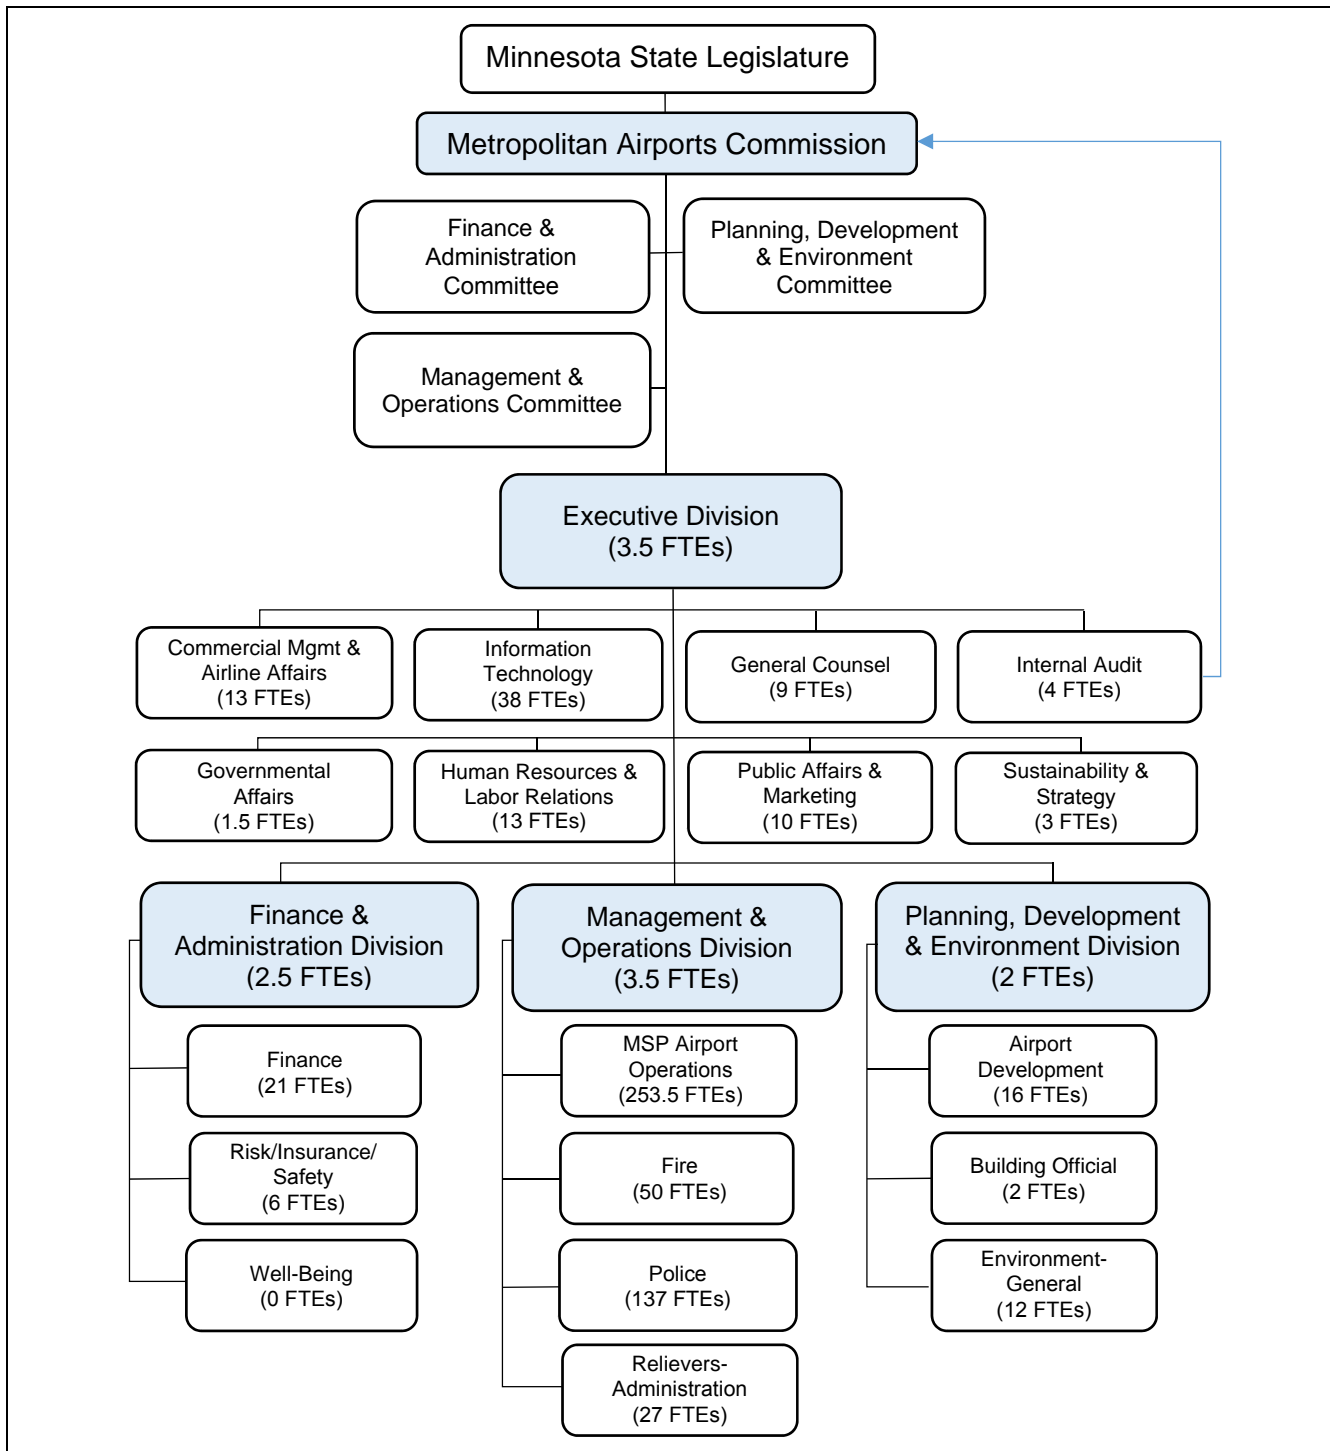 Minnesota State Legislature
Metropolitan Airports Commission
Finance &
Administration
Committee
Planning, Development
& Environment
Committee
Management &
Operations Committee
Executive Division
(3.5 FTEs)
Commercial Mgmt &
Airline Affairs
(13 FTEs)
Information
Technology
(38 FTEs)
General Counsel
(9 FTEs)
Internal Audit
(4 FTEs)
Governmental
Affairs
(1.5 FTEs)
Human Resources &
Labor Relations
(13 FTEs)
Public Affairs &
Marketing
(10 FTEs)
Sustainability &
Strategy
(3 FTEs)
Finance &
Administration Division
(2.5 FTEs)
Management &
Operations Division
(3.5 FTEs)
Planning, Development
& Environment Division
(2 FTEs)
Finance
(21 FTEs)
Risk/Insurance/
Safety
(6 FTEs)
Well-Being
(0 FTEs)
MSP Airport
Operations
(253.5 FTEs)
Fire
(50 FTEs)
Police
(137 FTEs)
Relievers-
Administration
(27 FTEs)
Airport
Development
(16 FTEs)
Building Official
(2 FTEs)
Environment-
General
(12 FTEs)